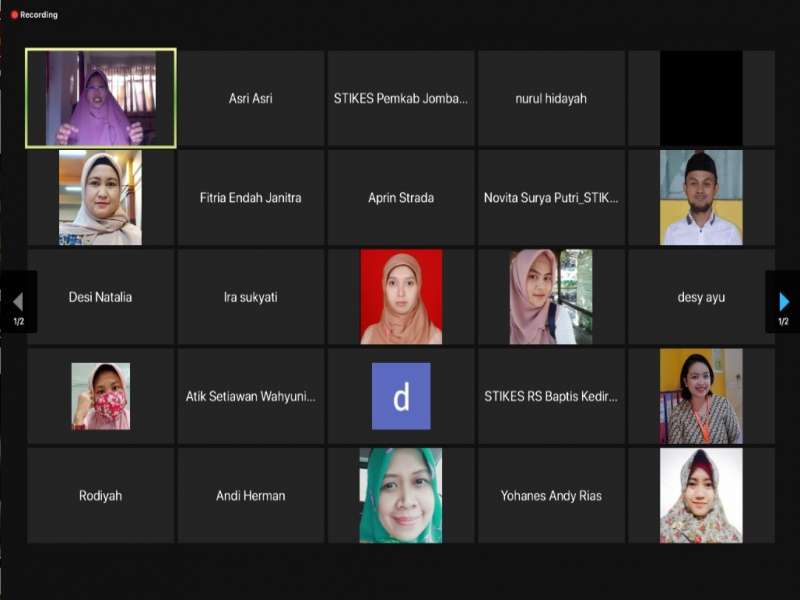 Recording
Asri Asri
STIKES Pemkab Jomba...
nurul hidayah
Fitria Endah Janitra
Aprin Strada
Novita Surya Putri_STIK...
Desi Natalia
Ira sukyati
desy ayu
1/2
1/2
Atik Setiawan Wahyuni...
d
STIKES RS Baptis Kedir...
Rodiyah
Andi Herman
Yohanes Andy Rias